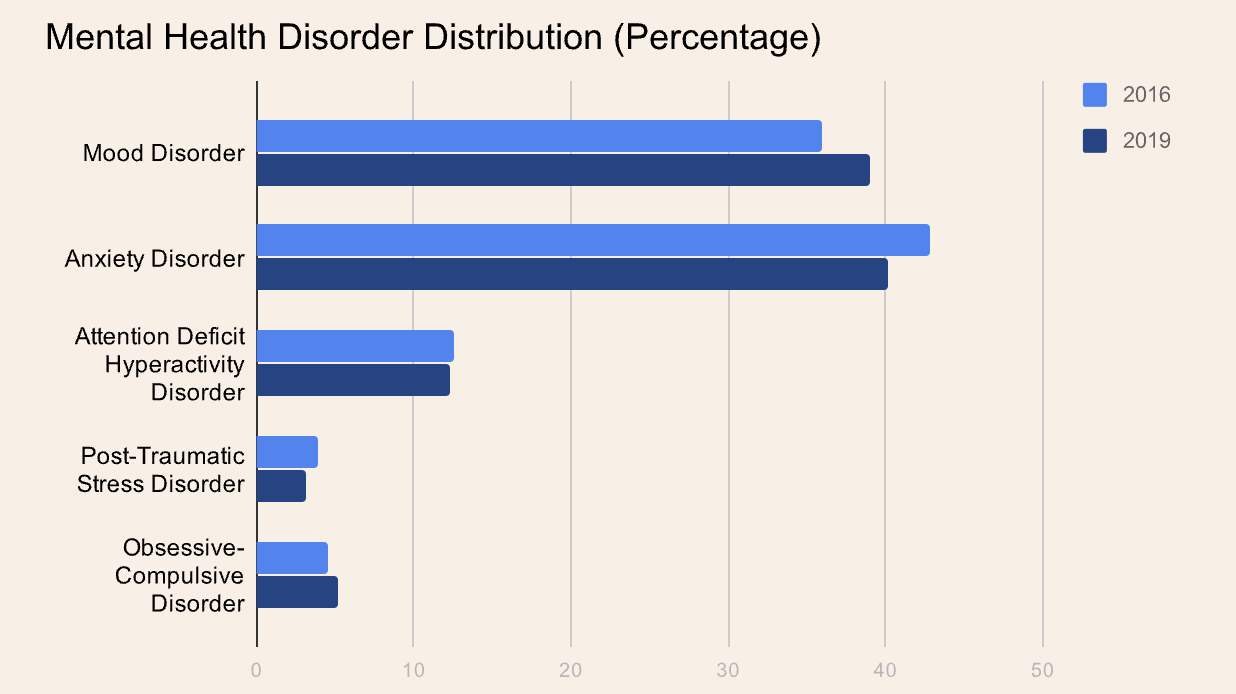 Mental Health Disorder Distribution (Percentage)
2016
2019
Mood Disorder
Anxiety Disorder
Attention Deficit
Hyperactivity
Disorder
Post-Traumatic
Stress Disorder
Obsessive-
Compulsive
Disorder
0 10 20 30 40 50